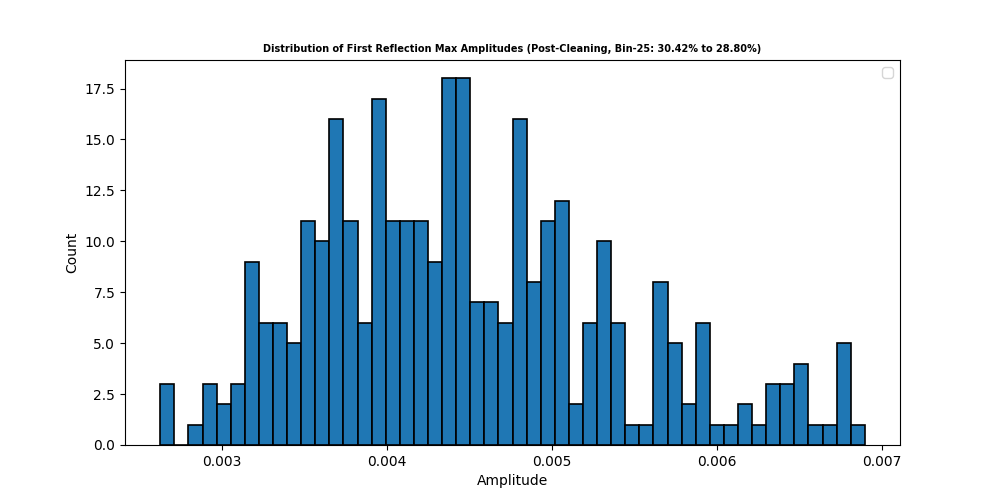 Distribution of First Reflection Max Amplitudes (Post-Cleaning, Bin-25: 30.42% to 28.80%)
17.5
15.0
12.5
10.0
7.5
5.0
2.5
0.0
Count
0.003 0.004 0.005 0.006 0.007
Amplitude